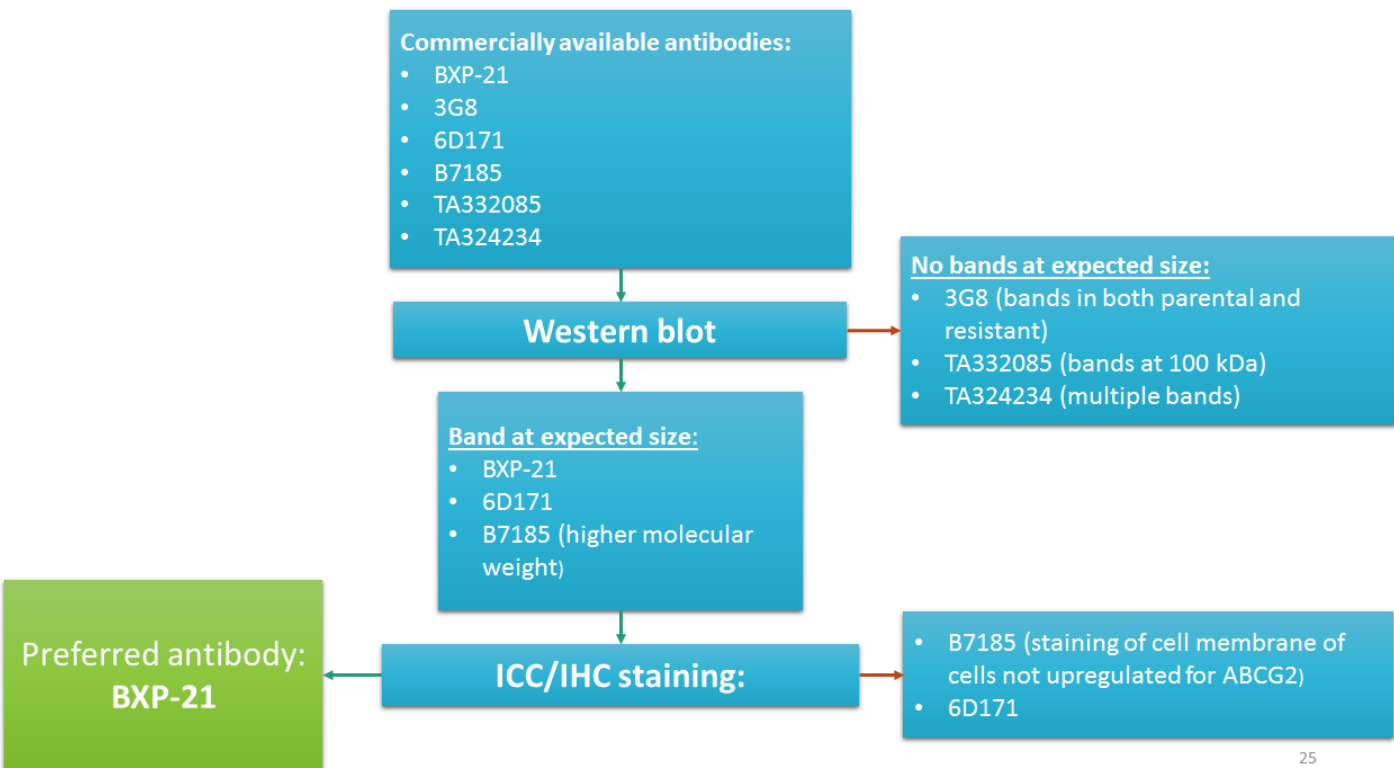 Commercially available antibodies:
• BXP-21
• 3G8
• 6D171
• B7185
• TA332085
• TA324234
Western blot
No bands at expected size:
• 3G8 (bands in both parental and
resistant)
• TA332085 (bands at 100 kDa)
• TA324234 (multiple bands)
Band at expected size:
• BXP-21
• 6D171
• B7185 (higher molecular
weight)
ICC/IHC staining:
• B7185 (staining of cell membrane of
cells not upregulated for ABCG2)
• 6D171
Preferred antibody:
BXP-21
25